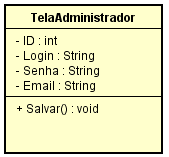 TelaAdministrador
- ID : int
- Login : String
- Senha : String
- Email : String
+ Salvar() : void